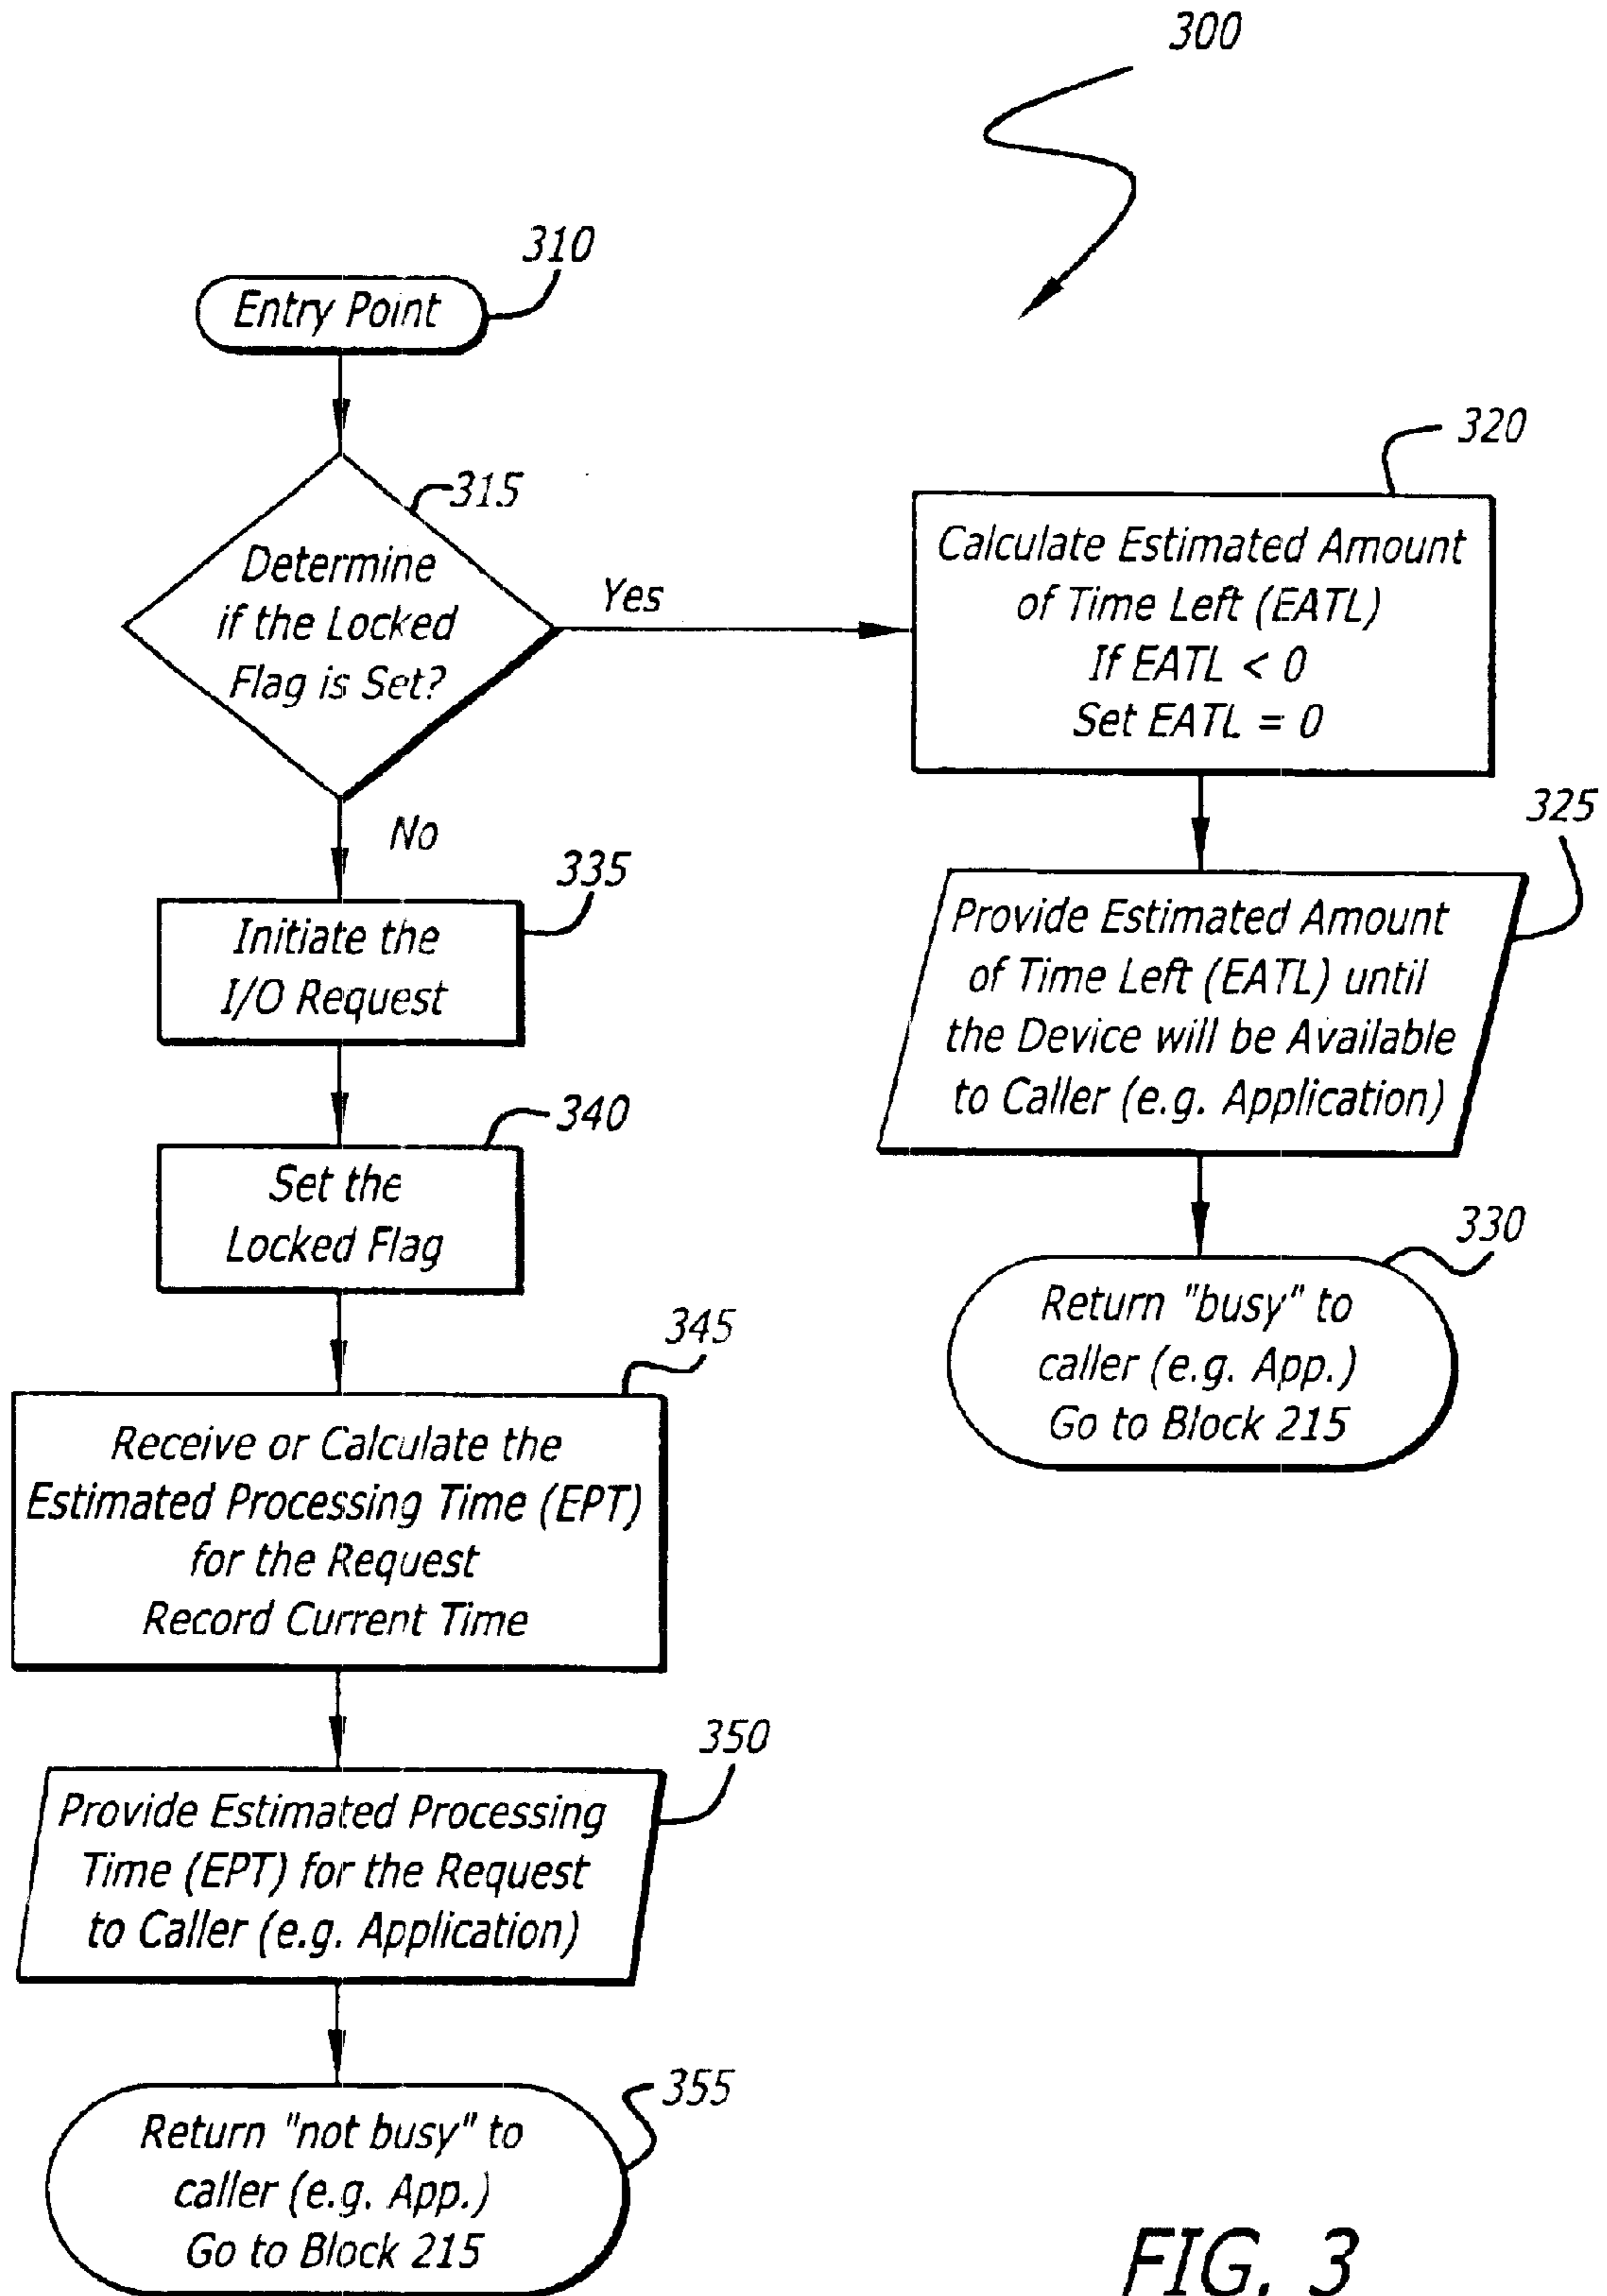 300
310
Entry Point
315
Determine
if the Locked
Flag is Set?
Yes
No
320
Calculate Estimated Amount
of Time Left (EATL)
If EATL < 0
Set EATL = 0
325
Provide Estimated Amount
of Time Left (EATL) until
the Device will be Available
to Caller (e.g. Application)
330
Return "busy" to
caller (e.g. App.)
Go to Block 215
335
Initiate the
I/O Request
340
Set the
Locked Flag
345
Receive or Calculate the
Estimated Processing Time (EPT)
for the Request
Record Current Time
350
Provide Estimated Processing
Time (EPT) for the Request
to Caller (e.g. Application)
355
Return "not busy" to
caller (e.g. App.)
Go to Block 215
FIG. 3